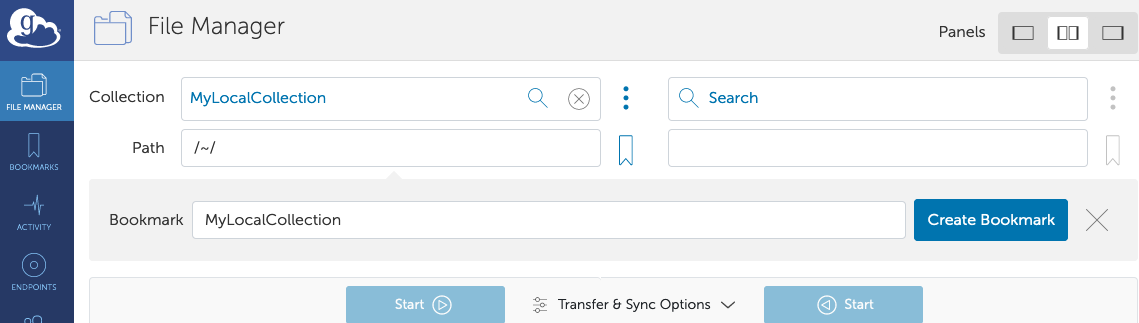 g
File Manager
Panels
FILE MANAGER
BOOKMARKS
ACTIVITY
ENDPOINTS
Collection MyLocalCollection Search
Path /~/
Bookmark MyLocalCollection Create Bookmark
Start Transfer & Sync Options Start